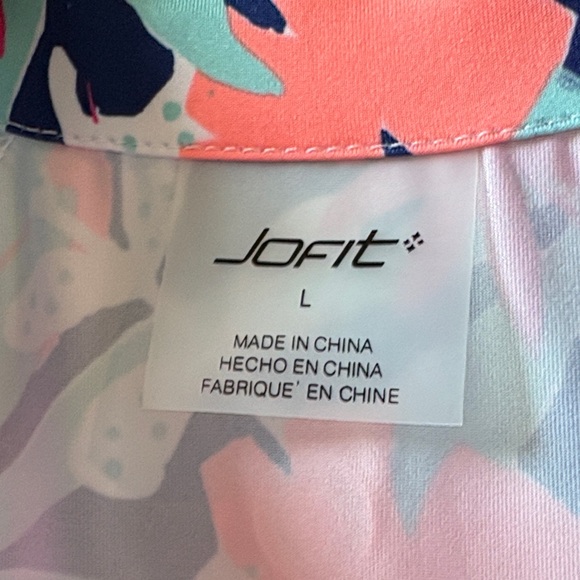 JOFIT
L
MADE IN CHINA
HECHO EN CHINA
FABRIQUE' EN CHINE